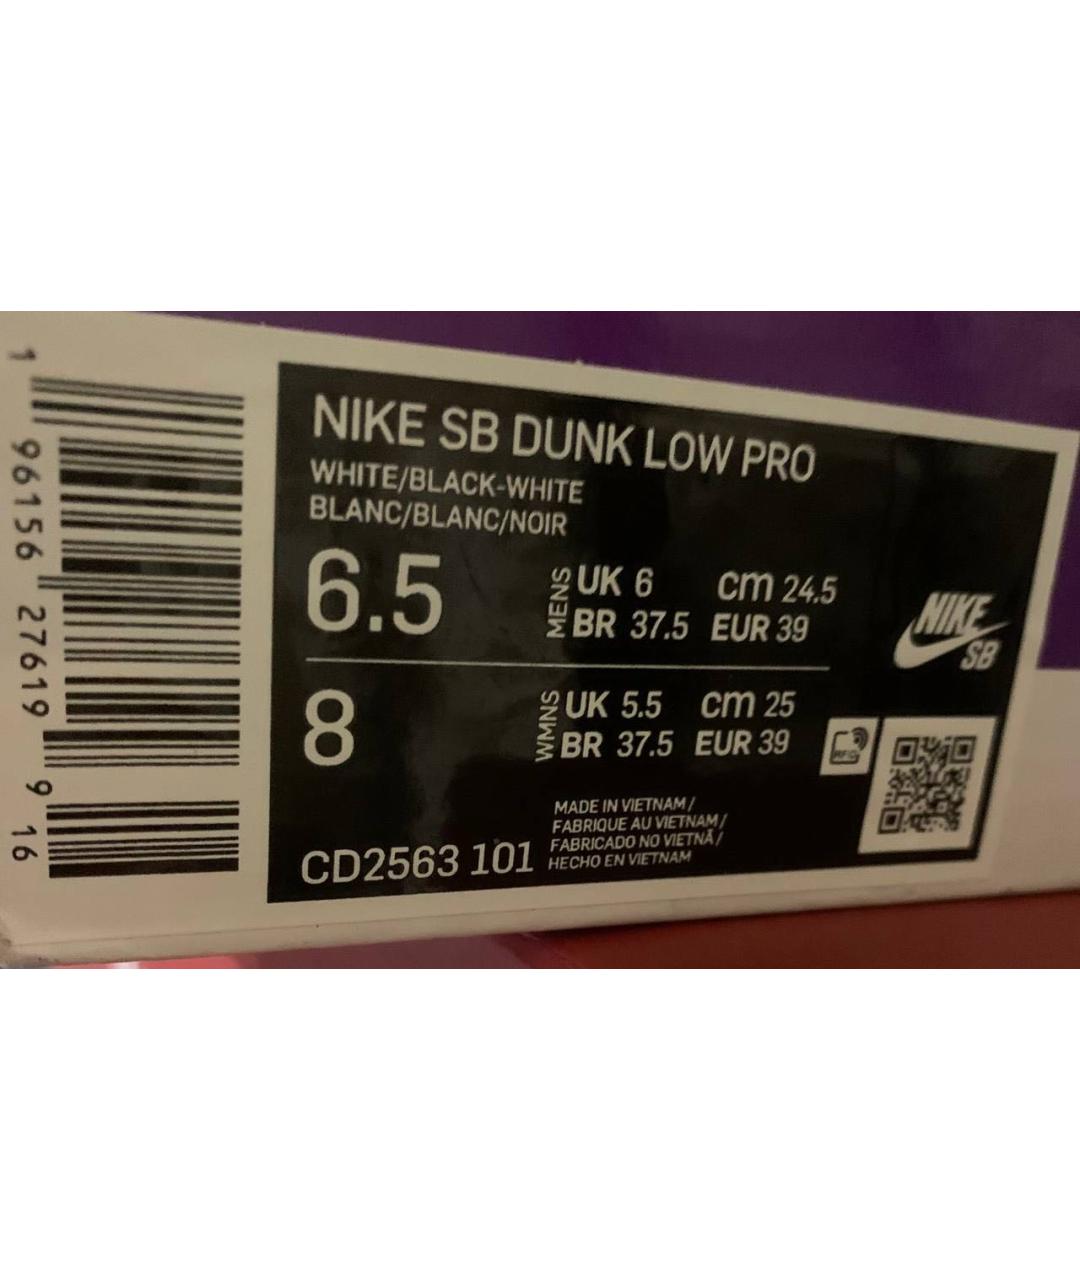 NIKE SB DUNK LOW PRO
WHITE/BLACK-WHITE
BLANC/BLANC/NOIR
6.5 MENS UK 6 cm 24.5
BR 37.5 EUR 39
8 WMNS UK 5.5 cm 25
BR 37.5 EUR 39
NIKE
SB
RFID
MADE IN VIETNAM /
FABRIQUE AU VIETNAM /
FABRICADO NO VIETNÃ /
HECHO EN VIETNAM
CD2563 101
1 96156 27619 9 16